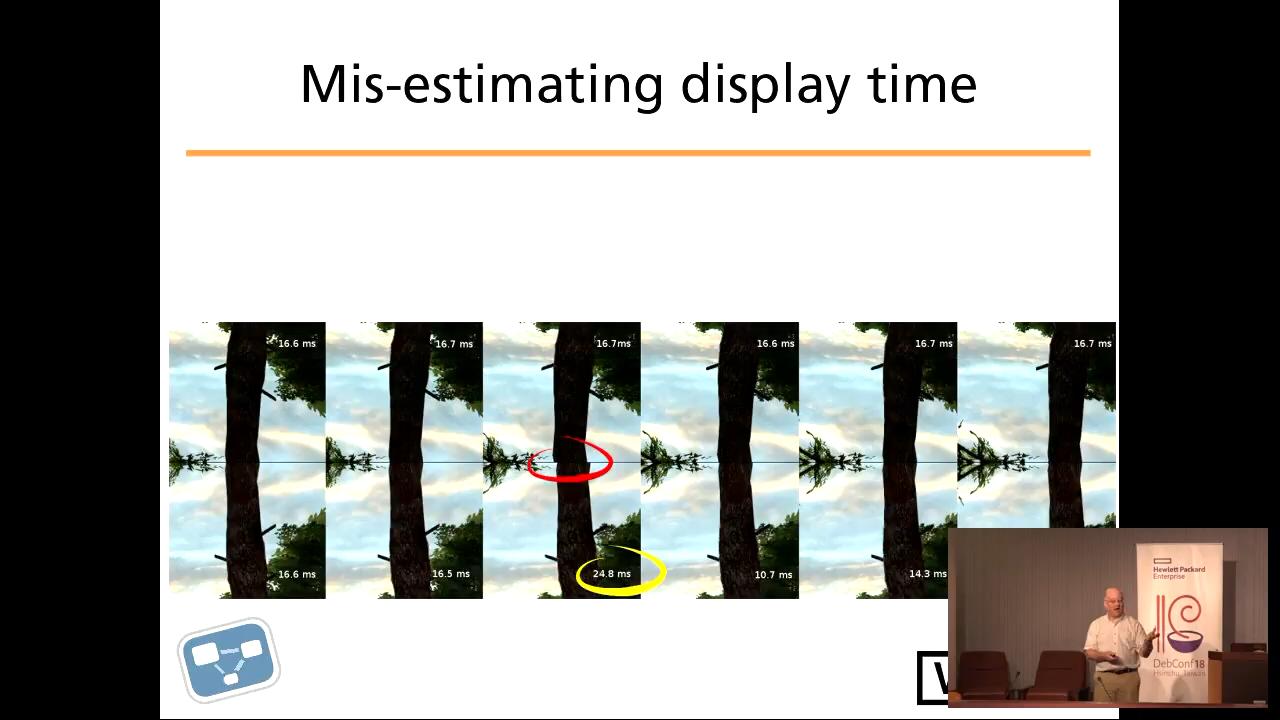 Mis-estimating display time
16.6 ms
16.7 ms
16.7ms
16.6 ms
16.7 ms
16.7 ms
16.6 ms
16.5 ms
24.8 ms
10.7 ms
14.3 ms
Hewlett Packard
Enterprise
DebConf18
Hsinchu, Taiwan